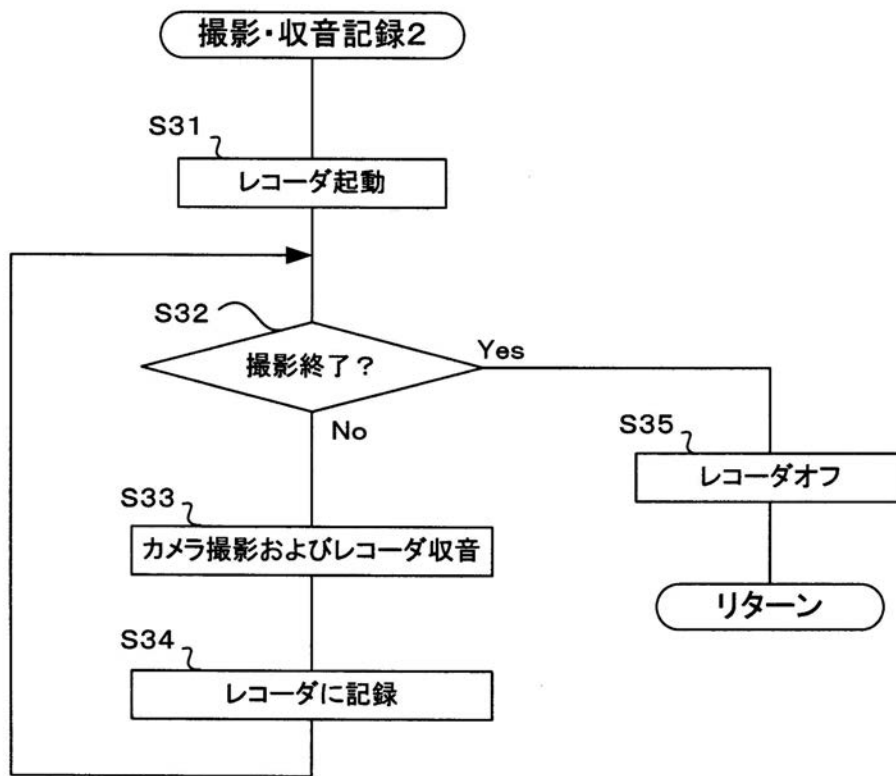 撮影・収音記録2
S31
レコーダ起動
S32
撮影終了?
Yes
No
S35
レコーダオフ
S33
カメラ撮影およびレコーダ収音
リターン
S34
レコーダに記録